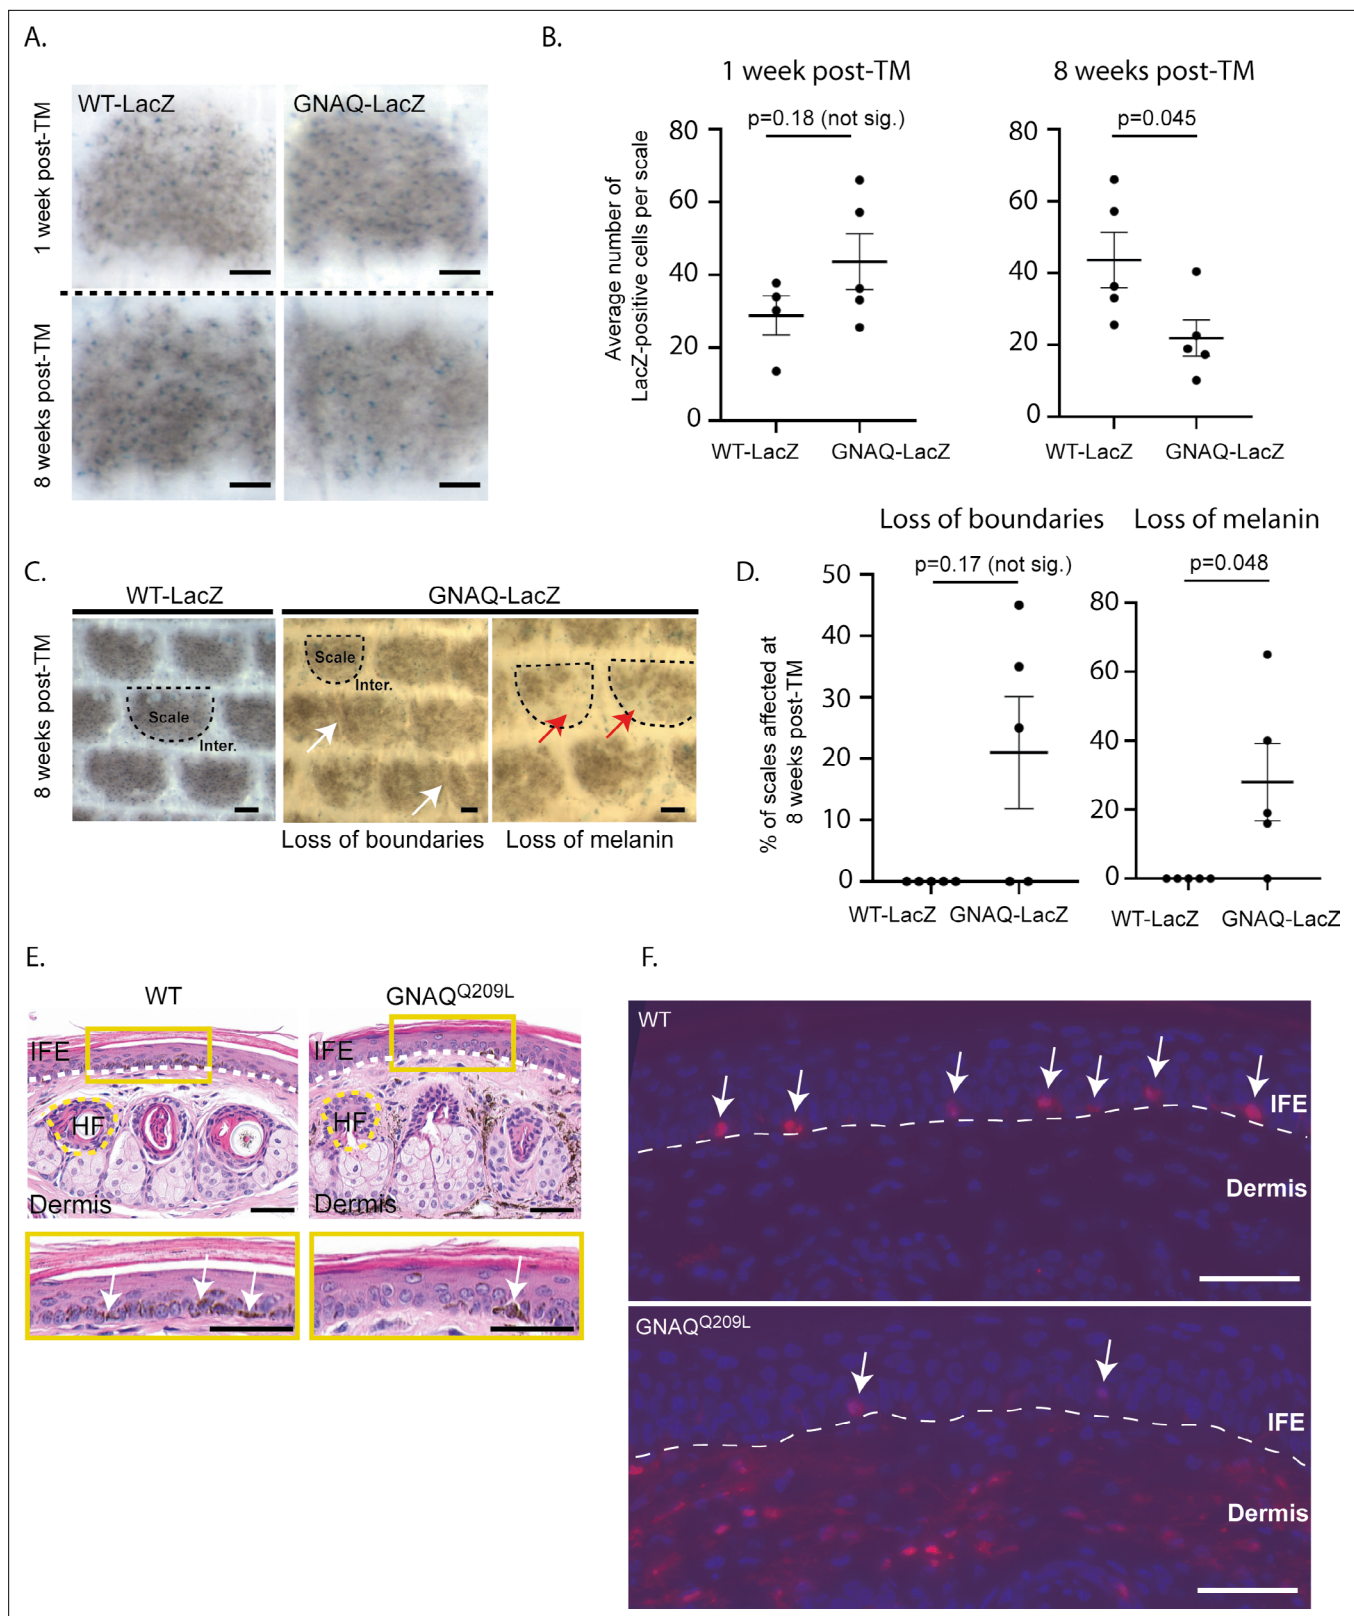 A.
WT-LacZ
GNAQ-LacZ
1 week post-TM
8 weeks post-TM
B.
1 week post-TM
8 weeks post-TM
p=0.18 (not sig.)
p=0.045
Average number of
LacZ-positive cells per scale
80
60
40
20
0
WT-LacZ
GNAQ-LacZ
80
60
40
20
0
WT-LacZ
GNAQ-LacZ
C.
WT-LacZ
GNAQ-LacZ
8 weeks post-TM
Scale
Inter.
Scale
Inter.
Loss of boundaries
Loss of melanin
D.
Loss of boundaries
Loss of melanin
p=0.17 (not sig.)
p=0.048
% of scales affected at
8 weeks post-TM
50
40
30
20
10
0
WT-LacZ
GNAQ-LacZ
80
60
40
20
0
WT-LacZ
GNAQ-LacZ
E.
WT
GNAQQ209L
IFE
HF
Dermis
IFE
HF
Dermis
F.
WT
IFE
Dermis
GNAQQ209L
IFE
Dermis